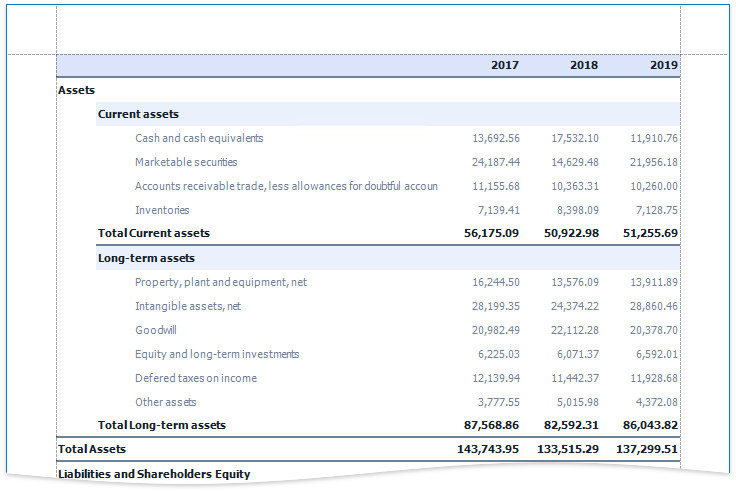 2017 2018 2019
Assets
Current assets
Cash and cash equivalents 13,692.56 17,532.10 11,910.76
Marketable securities 24,187.44 14,629.48 21,956.18
Accounts receivable trade, less allowances for doubtful accoun 11,155.68 10,363.31 10,260.00
Inventories 7,139.41 8,398.09 7,128.75
Total Current assets 56,175.09 50,922.98 51,255.69
Long-term assets
Property, plant and equipment, net 16,244.50 13,576.09 13,911.89
Intangible assets, net 28,199.35 24,374.22 28,860.46
Goodwill 20,982.49 22,112.28 20,378.70
Equity and long-term investments 6,225.03 6,071.37 6,592.01
Defered taxes on income 12,139.94 11,442.37 11,928.68
Other assets 3,777.55 5,015.98 4,372.08
Total Long-term assets 87,568.86 82,592.31 86,043.82
Total Assets 143,743.95 133,515.29 137,299.51
Liabilities and Shareholders Equity